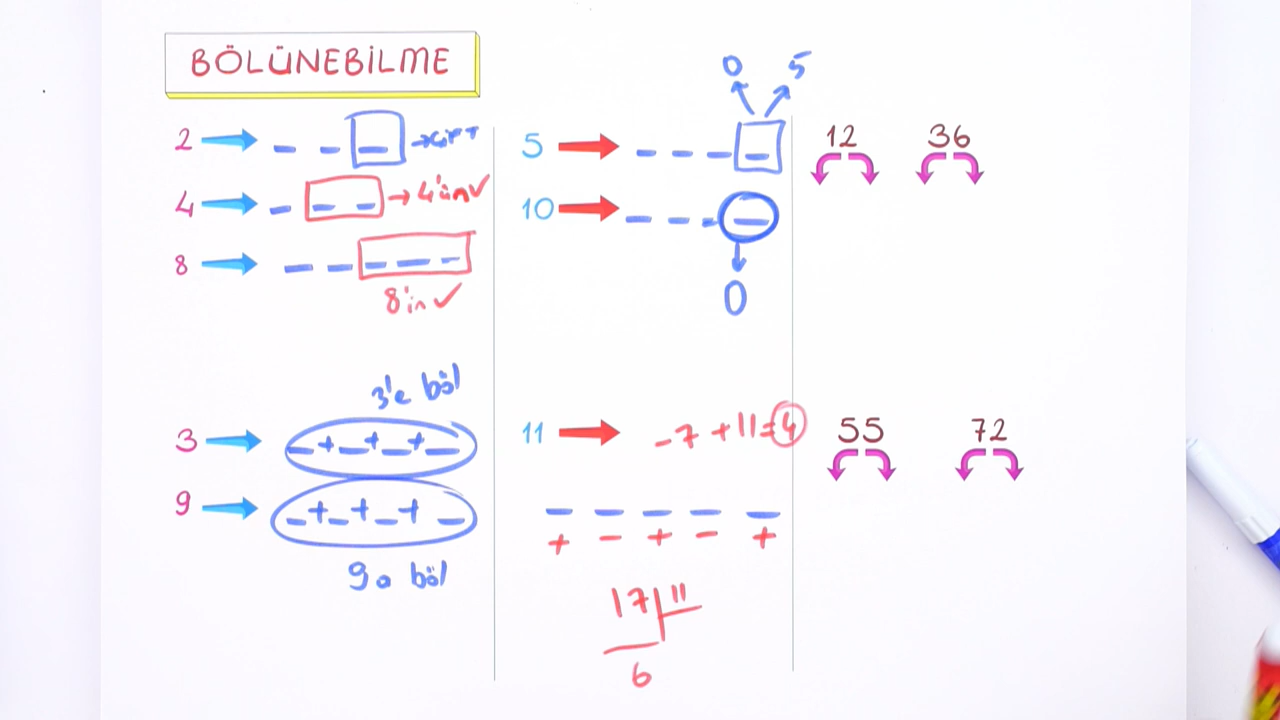 BÖLÜNEBİLME
2 → _ _ _ → çift
4 → _ _ _ → 4'ün ✓
8 → _ _ _ _ _
8'in ✓
3'e böl
3 → _ + _ + _ + _
9 → _ + _ + _ + _
9a böl
0 5
5 → _ _ _ _
10 → _ _ _ _
0
11 → -7 + 11 = 4
_ _ _ _ _
+ - + - +
17 11
6
12 36
55 72